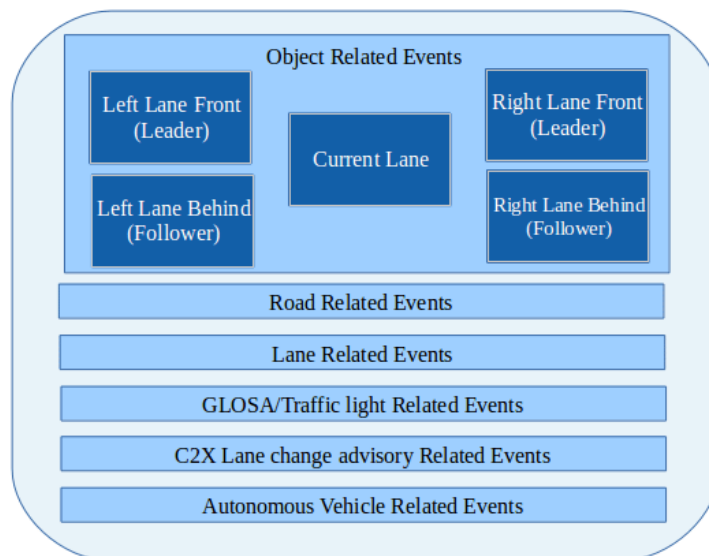 Object Related Events
Left Lane Front
(Leader)
Right Lane Front
(Leader)
Current Lane
Left Lane Behind
(Follower)
Right Lane Behind
(Follower)
Road Related Events
Lane Related Events
GLOSA/Traffic light Related Events
C2X Lane change advisory Related Events
Autonomous Vehicle Related Events